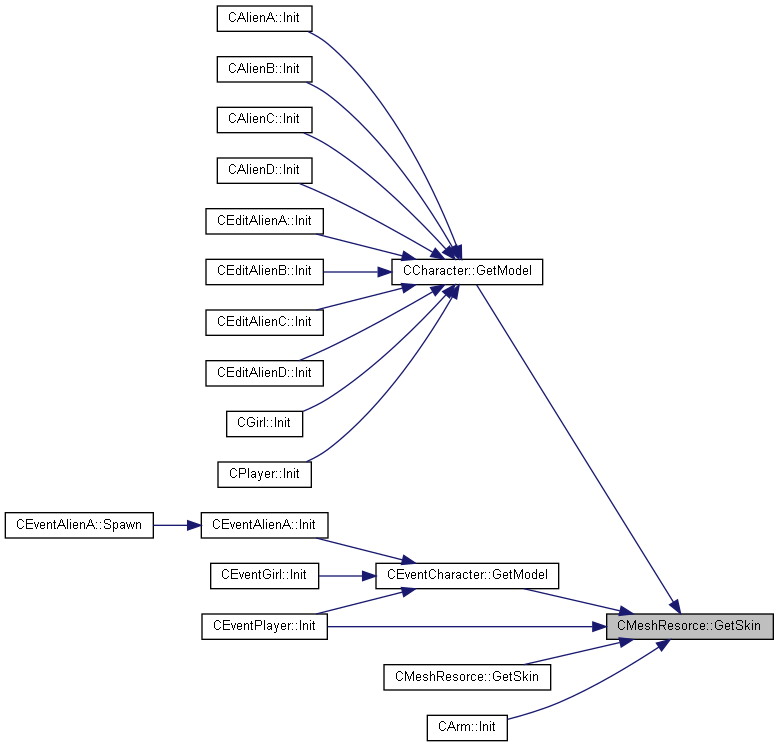 CAlienA::Init
CAlienB::Init
CAlienC::Init
CAlienD::Init
CEditAlienA::Init
CEditAlienB::Init
CCharacter::GetModel
CEditAlienC::Init
CEditAlienD::Init
CGirl::Init
CPlayer::Init
CEventAlienA::Spawn
CEventAlienA::Init
CEventGirl::Init
CEventCharacter::GetModel
CEventPlayer::Init
CMeshResorce::GetSkin
CMeshResorce::GetSkin
CArm::Init